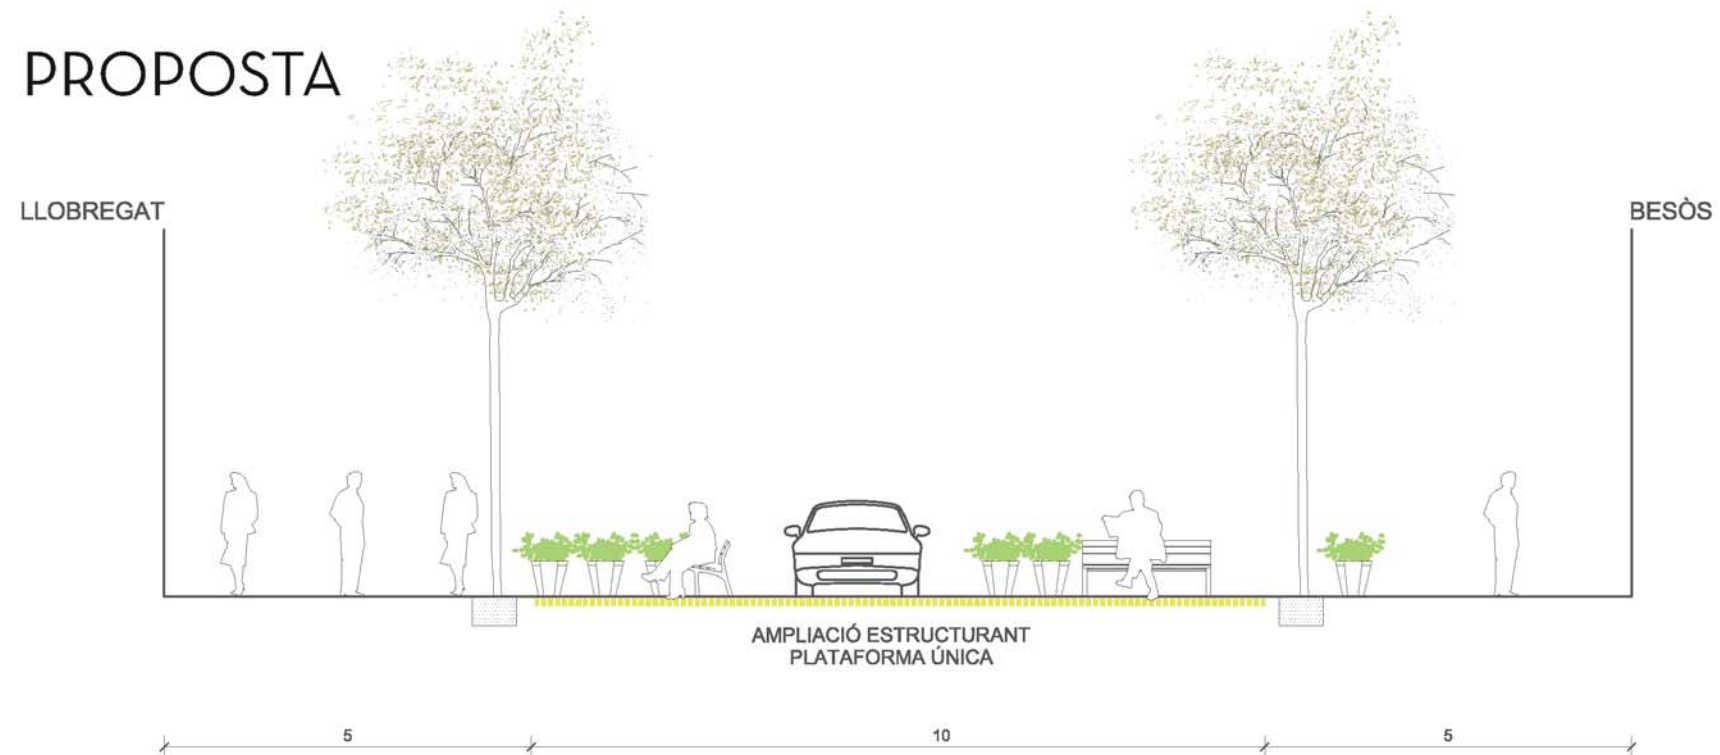 PROPOSTA
LLOBREGAT
BESÒS
AMPLIACIÓ ESTRUCTURANT
PLATAFORMA ÚNICA
5
10
5